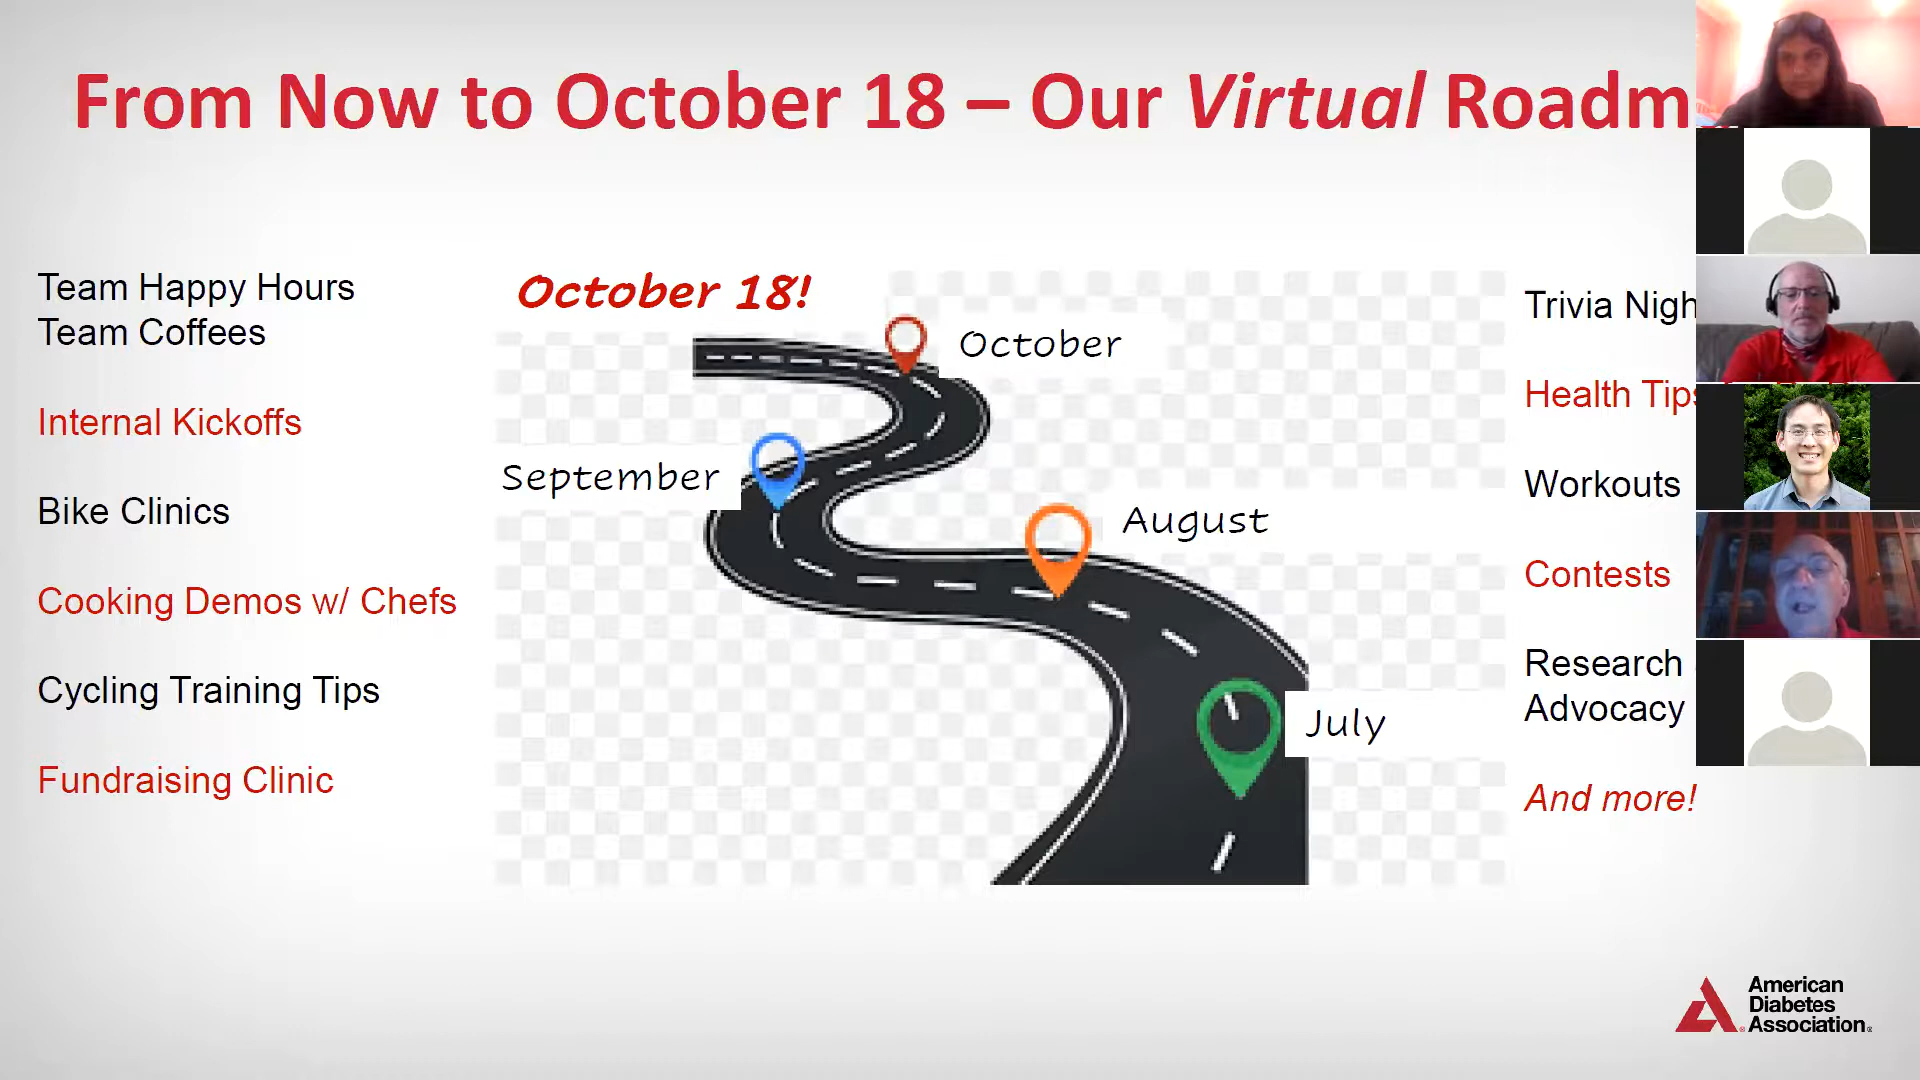 From Now to October 18 – Our Virtual Roadm
Team Happy Hours
Team Coffees
Internal Kickoffs
Bike Clinics
Cooking Demos w/ Chefs
Cycling Training Tips
Fundraising Clinic
October 18!
October
September
August
July
Trivia Nigh
Health Tips
Workouts
Contests
Research
Advocacy
And more!
American
Diabetes
Association®